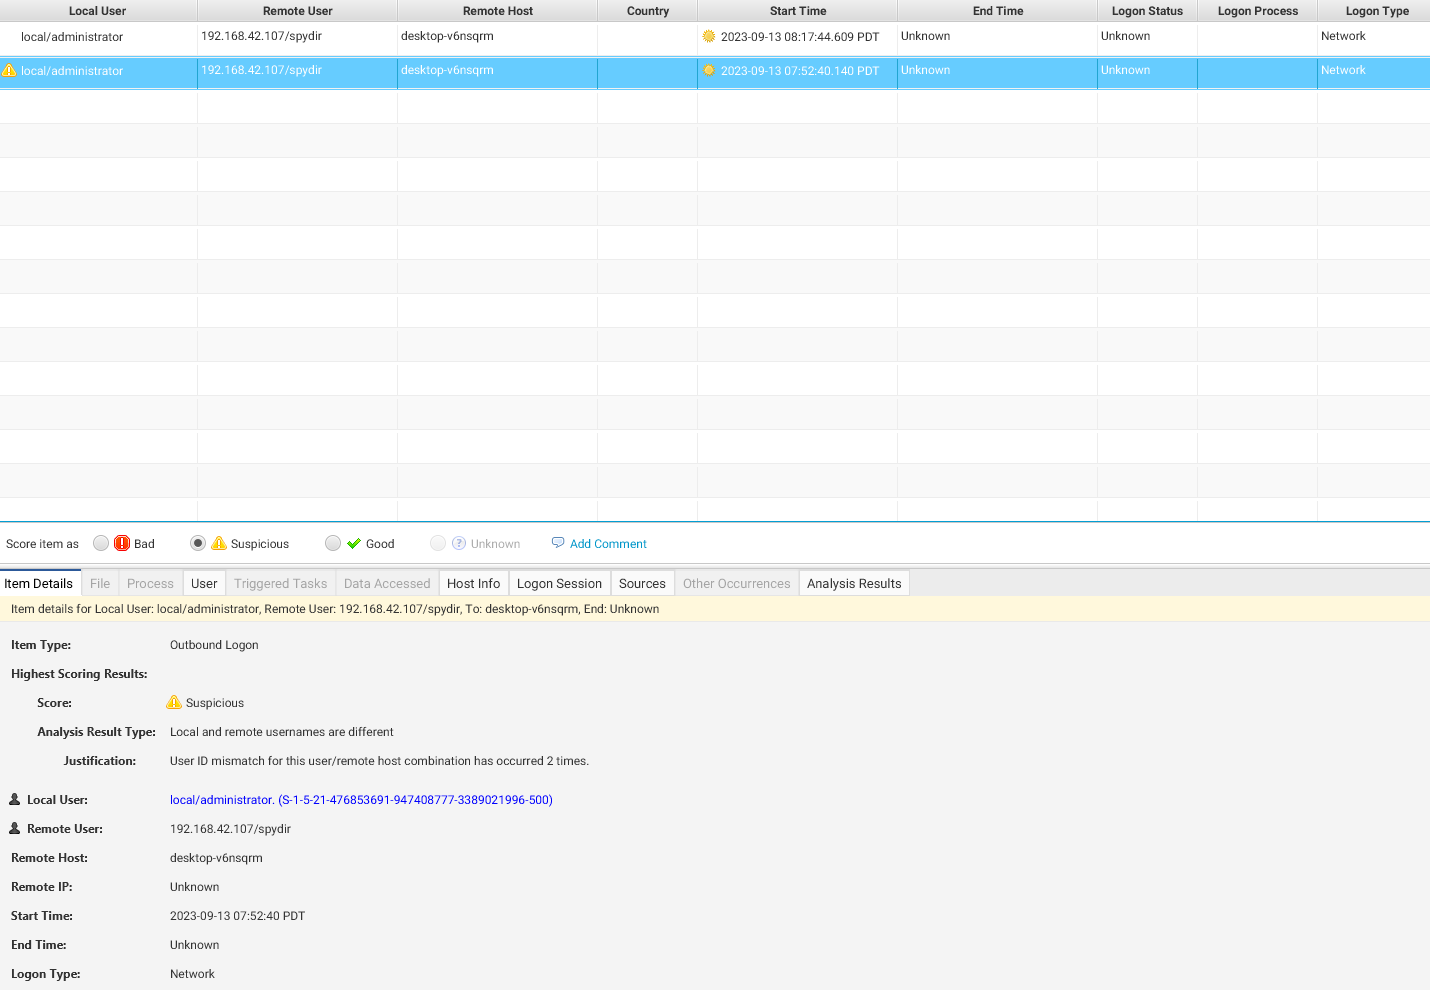 Local User Remote User Remote Host Country Start Time End Time Logon Status Logon Process Logon Type
local/administrator 192.168.42.107/spydir desktop-v6nsqrm 2023-09-13 08:17:44.609 PDT Unknown Unknown Network
local/administrator 192.168.42.107/spydir desktop-v6nsqrm 2023-09-13 07:52:40.140 PDT Unknown Unknown Network
Score item as Bad Suspicious Good Unknown Add Comment
Item Details File Process User Triggered Tasks Data Accessed Host Info Logon Session Sources Other Occurrences Analysis Results
Item details for Local User: local/administrator, Remote User: 192.168.42.107/spydir, To: desktop-v6nsqrm, End: Unknown
Item Type: Outbound Logon
Highest Scoring Results:
Score: Suspicious
Analysis Result Type: Local and remote usernames are different
Justification: User ID mismatch for this user/remote host combination has occurred 2 times.
Local User: local/administrator. (S-1-5-21-476853691-947408777-3389021996-500)
Remote User: 192.168.42.107/spydir
Remote Host: desktop-v6nsqrm
Remote IP: Unknown
Start Time: 2023-09-13 07:52:40 PDT
End Time: Unknown
Logon Type: Network